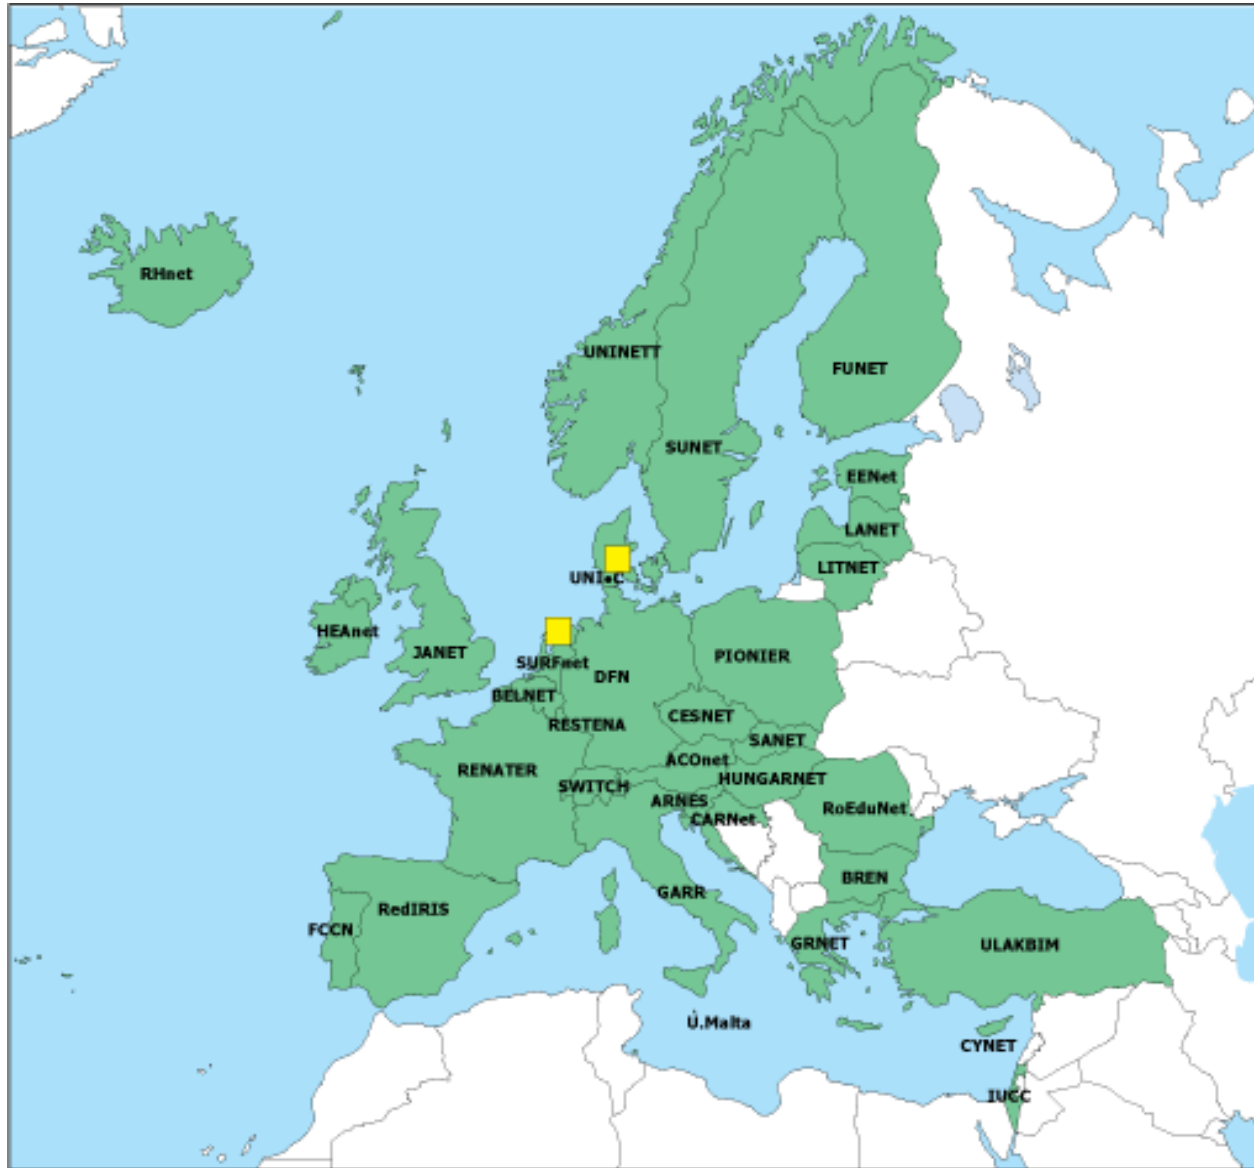 RHnet
UNINETT
FUNET
SUNET
EENet
LANET
LITNET
UNI•C
HEAnet
JANET
SURFnet
PIONIER
DFN
BELNET
CESNET
RESTENA
SANET
ACOnet
RENATER
HUNGARNET
SWITCH
ARNES
RoEduNet
CARNet
BREN
GARR
RedIRIS
FCCN
GRNET
ULAKBIM
U.Malta
CYNET
IUCC